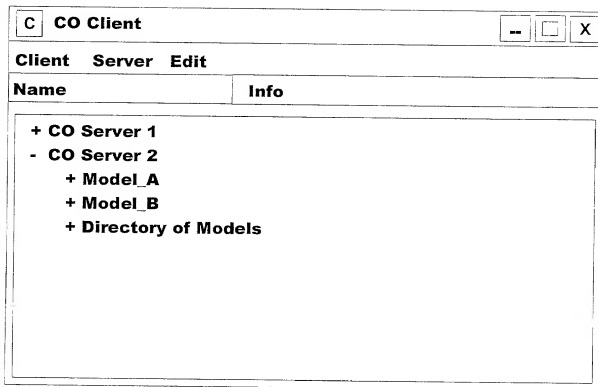 C CO Client -- X
Client Server Edit
Name Info
+ CO Server 1
- CO Server 2
+ Model_A
+ Model_B
+ Directory of Models